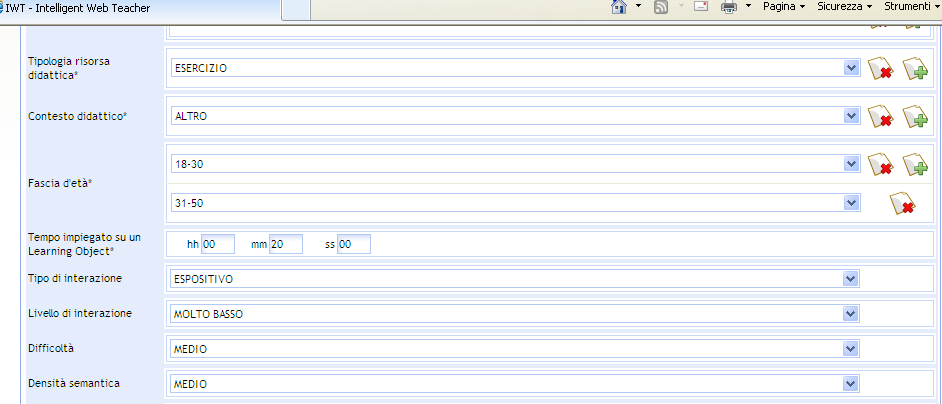 IWT - Intelligent Web Teacher
Pagina
Sicurezza
Strumenti
Tipologia risorsa
didattica*
ESERCIZIO
Contesto didattico*
ALTRO
Fascia d'età*
18-30
31-50
Tempo impiegato su un
Learning Object*
hh 00 mm 20 ss 00
Tipo di interazione
ESPOSITIVO
Livello di interazione
MOLTO BASSO
Difficoltà
MEDIO
Densità semantica
MEDIO